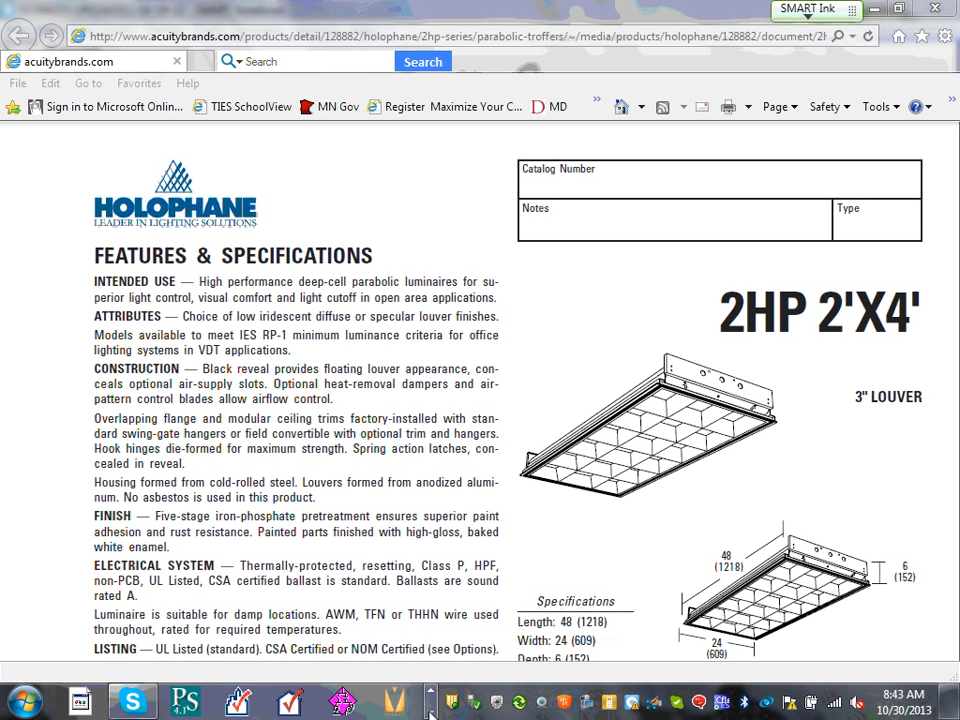 SMART Ink
http://www.acuitybrands.com/products/detail/128882/holophane/2hp-series/parabolic-troffers/~/media/products/holophane/128882/document/2H
acuitybrands.com
Search
Search
File Edit Go to Favorites Help
Sign in to Microsoft Onlin... TIES SchoolView MN Gov Register Maximize Your C... MD
Page Safety Tools
HOLOPHANE
LEADER IN LIGHTING SOLUTIONS
Catalog Number
Notes
Type
FEATURES & SPECIFICATIONS
INTENDED USE — High performance deep-cell parabolic luminaires for su-
perior light control, visual comfort and light cutoff in open area applications.
ATTRIBUTES — Choice of low iridescent diffuse or specular louver finishes.
Models available to meet IES RP-1 minimum luminance criteria for office
lighting systems in VDT applications.
CONSTRUCTION — Black reveal provides floating louver appearance, con-
ceals optional air-supply slots. Optional heat-removal dampers and air-
pattern control blades allow airflow control.
Overlapping flange and modular ceiling trims factory-installed with stan-
dard swing-gate hangers or field convertible with optional trim and hangers.
Hook hinges die-formed for maximum strength. Spring action latches, con-
cealed in reveal.
Housing formed from cold-rolled steel. Louvers formed from anodized alumi-
num. No asbestos is used in this product.
FINISH — Five-stage iron-phosphate pretreatment ensures superior paint
adhesion and rust resistance. Painted parts finished with high-gloss, baked
white enamel.
ELECTRICAL SYSTEM — Thermally-protected, resetting, Class P, HPF,
non-PCB, UL Listed, CSA certified ballast is standard. Ballasts are sound
rated A.
Luminaire is suitable for damp locations. AWM, TFN or THHN wire used
throughout, rated for required temperatures.
LISTING — UL Listed (standard). CSA Certified or NOM Certified (see Options).
2HP 2'X4'
3" LOUVER
48
(1218)
6
(152)
24
(609)
Specifications
Length: 48 (1218)
Width: 24 (609)
Depth: 6 (152)
PS
4.1
8:43 AM
10/30/2013